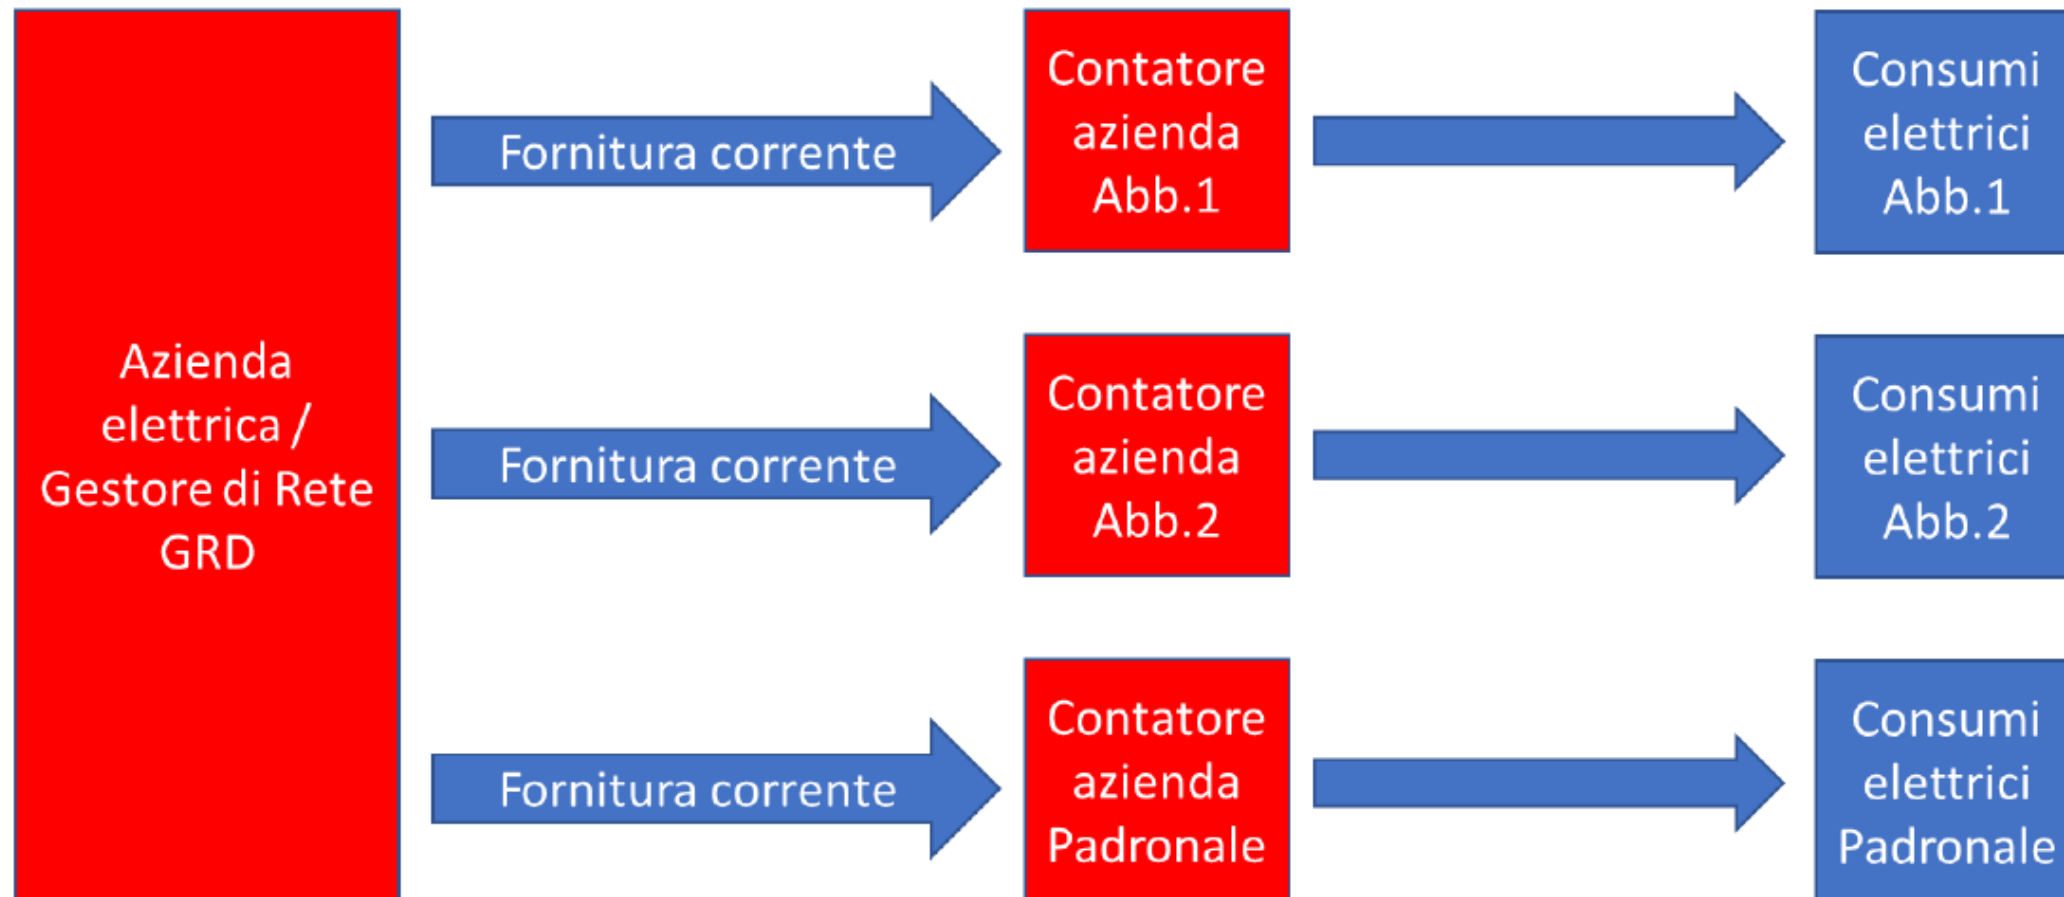 Azienda
elettrica /
Gestore di Rete
GRD
Fornitura corrente
Contatore
azienda
Abb.1
Consumi
elettrici
Abb.1
Fornitura corrente
Contatore
azienda
Abb.2
Consumi
elettrici
Abb.2
Fornitura corrente
Contatore
azienda
Padronale
Consumi
elettrici
Padronale